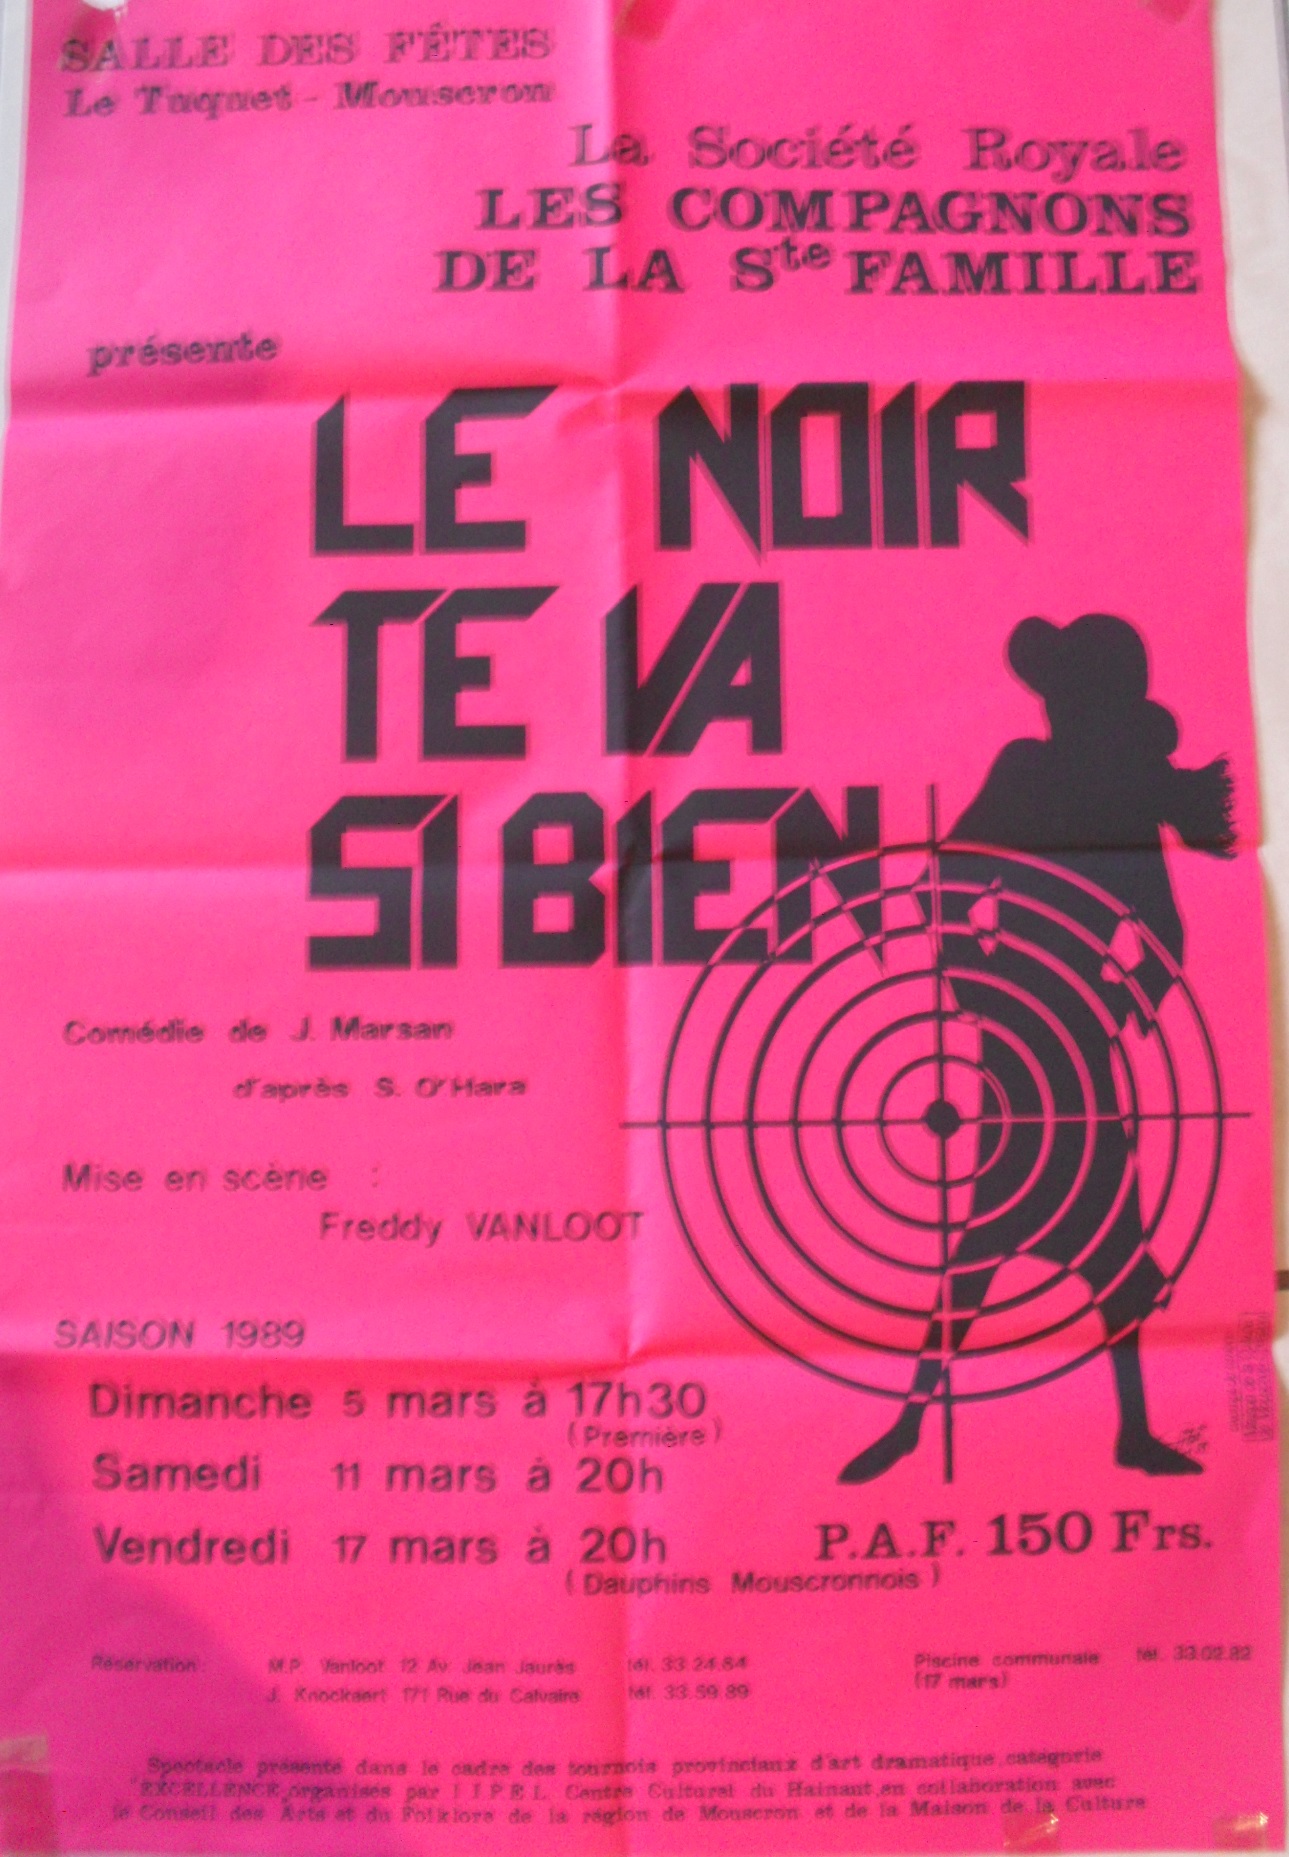 SALLE DES FÊTES
Le Tuquet - Mouscron
La Société Royale
LES COMPAGNONS
DE LA Ste FAMILLE
présente
LE NOIR
TE VA
SI BIEN
Comédie de J. Marsan
d'après S. O'Hara
Mise en scène :
Freddy VANLOOT
SAISON 1989
Dimanche 5 mars à 17h30
(Première)
Samedi 11 mars à 20h
Vendredi 17 mars à 20h
(Dauphins Mouscronnois)
P.A.F. 150 Frs.
Réservation: M.P. Vanloot 12 Av. Jean Jaurès tél. 33.24.84
J. Knockaert 171 Rue du Calvaire tél. 33.59.89
Piscine communale tél. 33.02.82
(17 mars)
Spectacle présenté dans le cadre des tournois provinciaux d'art dramatique, catégorie
"EXCELLENCE, organisés par I I P E L Centre Culturel du Hainaut, en collaboration avec
le Conseil des Arts et du Folklore de la région de Mouscron et de la Maison de la Culture